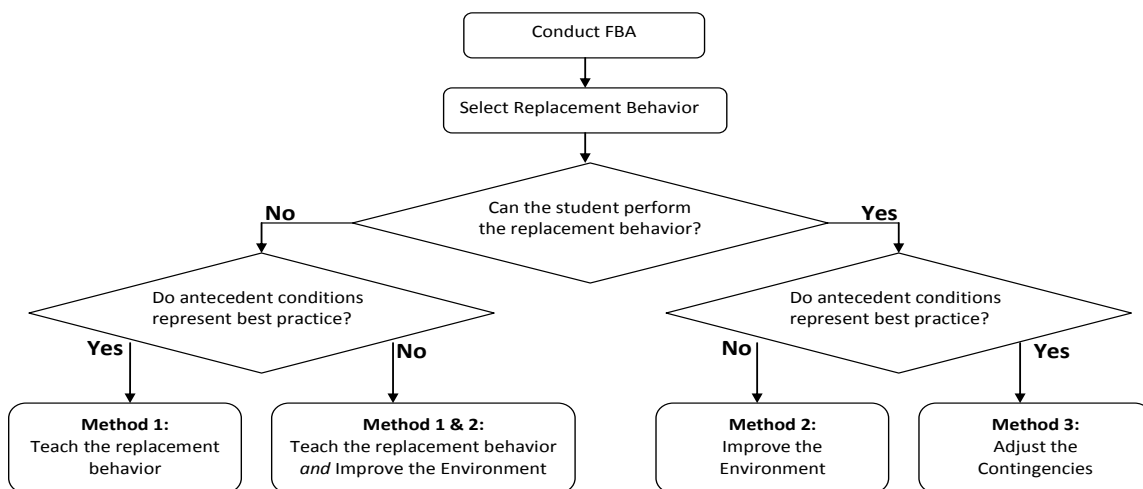 Conduct FBA
Select Replacement Behavior
Can the student perform
the replacement behavior?
No
Yes
Do antecedent conditions
represent best practice?
Do antecedent conditions
represent best practice?
Yes
No
No
Yes
Method 1:
Teach the replacement
behavior
Method 1 & 2:
Teach the replacement behavior
and Improve the Environment
Method 2:
Improve the
Environment
Method 3:
Adjust the
Contingencies